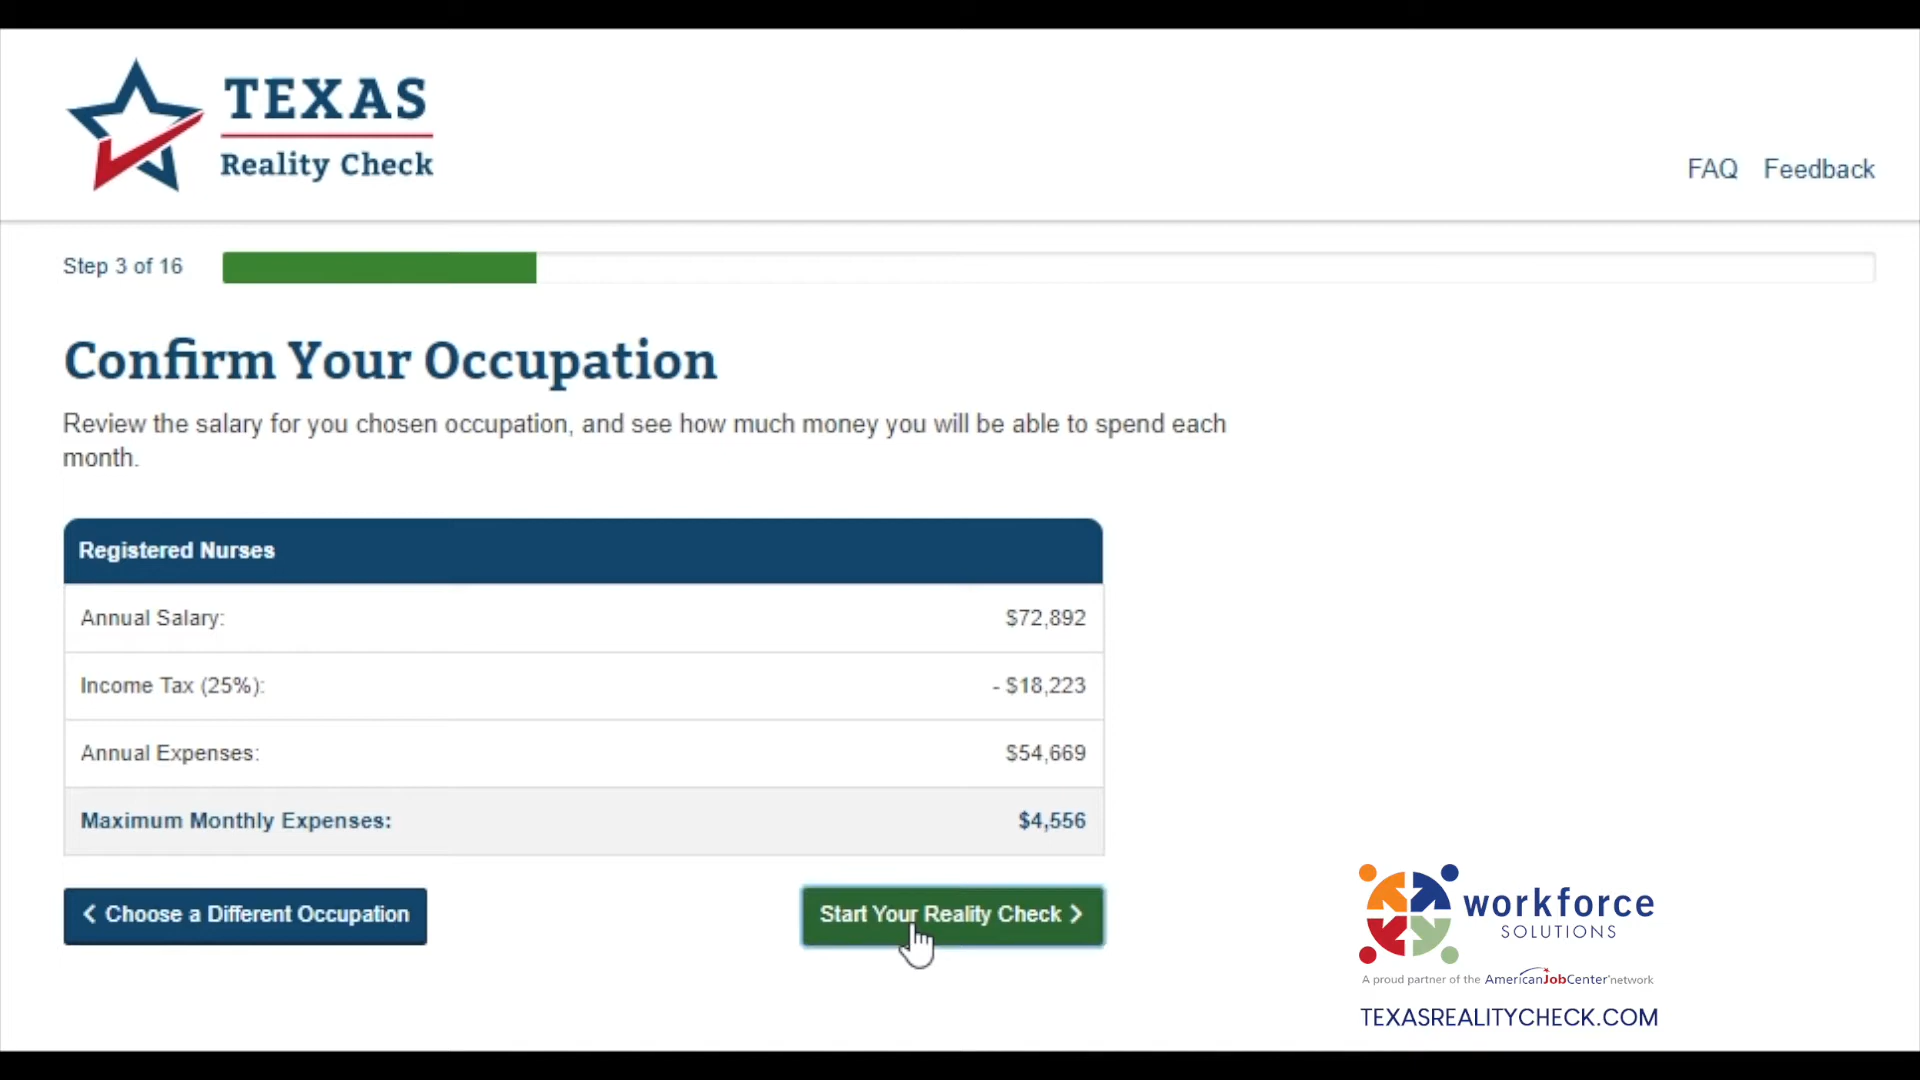 TEXAS
Reality Check
FAQ Feedback
Step 3 of 16
Confirm Your Occupation
Review the salary for you chosen occupation, and see how much money you will be able to spend each
month.
Registered Nurses
Annual Salary: $72,892
Income Tax (25%): - $18,223
Annual Expenses: $54,669
Maximum Monthly Expenses: $4,556
Choose a Different Occupation
Start Your Reality Check
workforce
SOLUTIONS
A proud partner of the AmericanJobCenter network
TEXASREALITYCHECK.COM